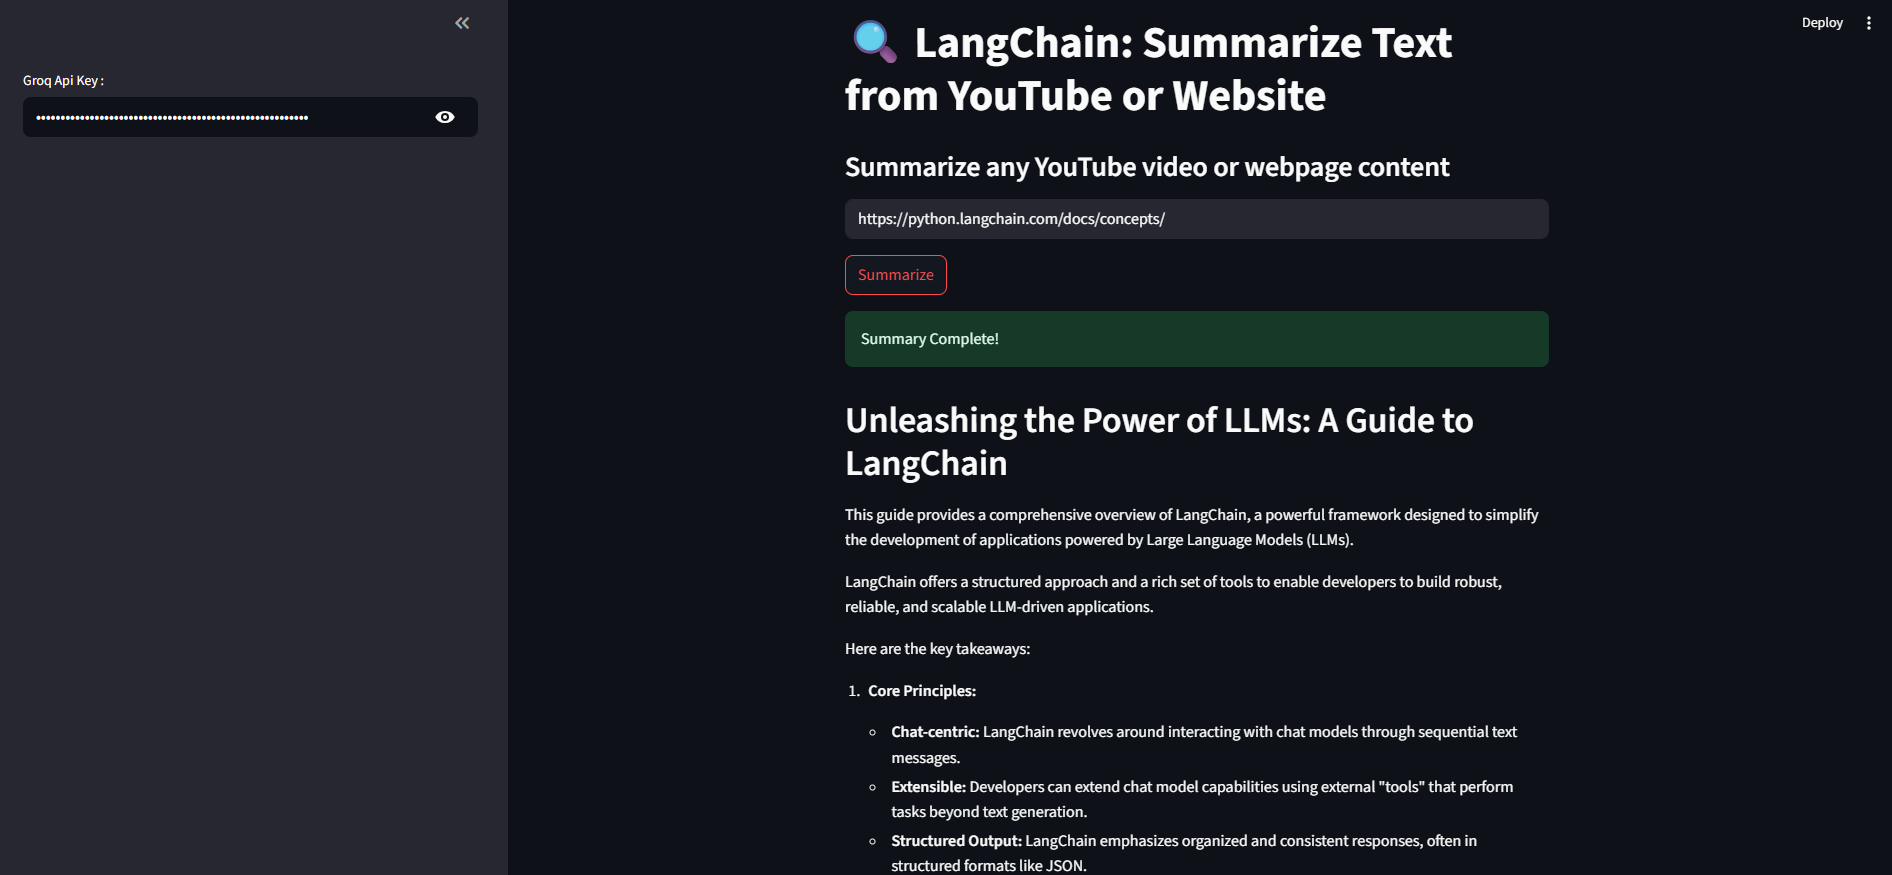 Deploy
Groq Api Key :
LangChain: Summarize Text
from YouTube or Website
Summarize any YouTube video or webpage content
https://python.langchain.com/docs/concepts/
Summarize
Summary Complete!
Unleashing the Power of LLMs: A Guide to
LangChain
This guide provides a comprehensive overview of LangChain, a powerful framework designed to simplify
the development of applications powered by Large Language Models (LLMs).
LangChain offers a structured approach and a rich set of tools to enable developers to build robust,
reliable, and scalable LLM-driven applications.
Here are the key takeaways:
1. Core Principles:
Chat-centric: LangChain revolves around interacting with chat models through sequential text
messages.
Extensible: Developers can extend chat model capabilities using external "tools" that perform
tasks beyond text generation.
Structured Output: LangChain emphasizes organized and consistent responses, often in
structured formats like JSON.